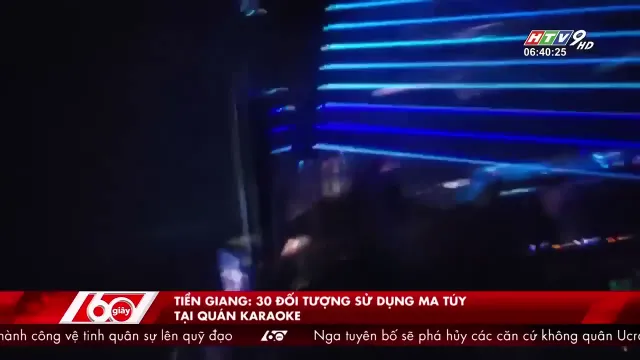 HTV9 HD
06:40:25
60 giây
TIỀN GIANG: 30 ĐỐI TƯỢNG SỬ DỤNG MA TÚY
TẠI QUÁN KARAOKE
hành công vệ tinh quân sự lên quỹ đạo 60 Nga tuyên bố sẽ phá hủy các căn cứ không quân Ucr